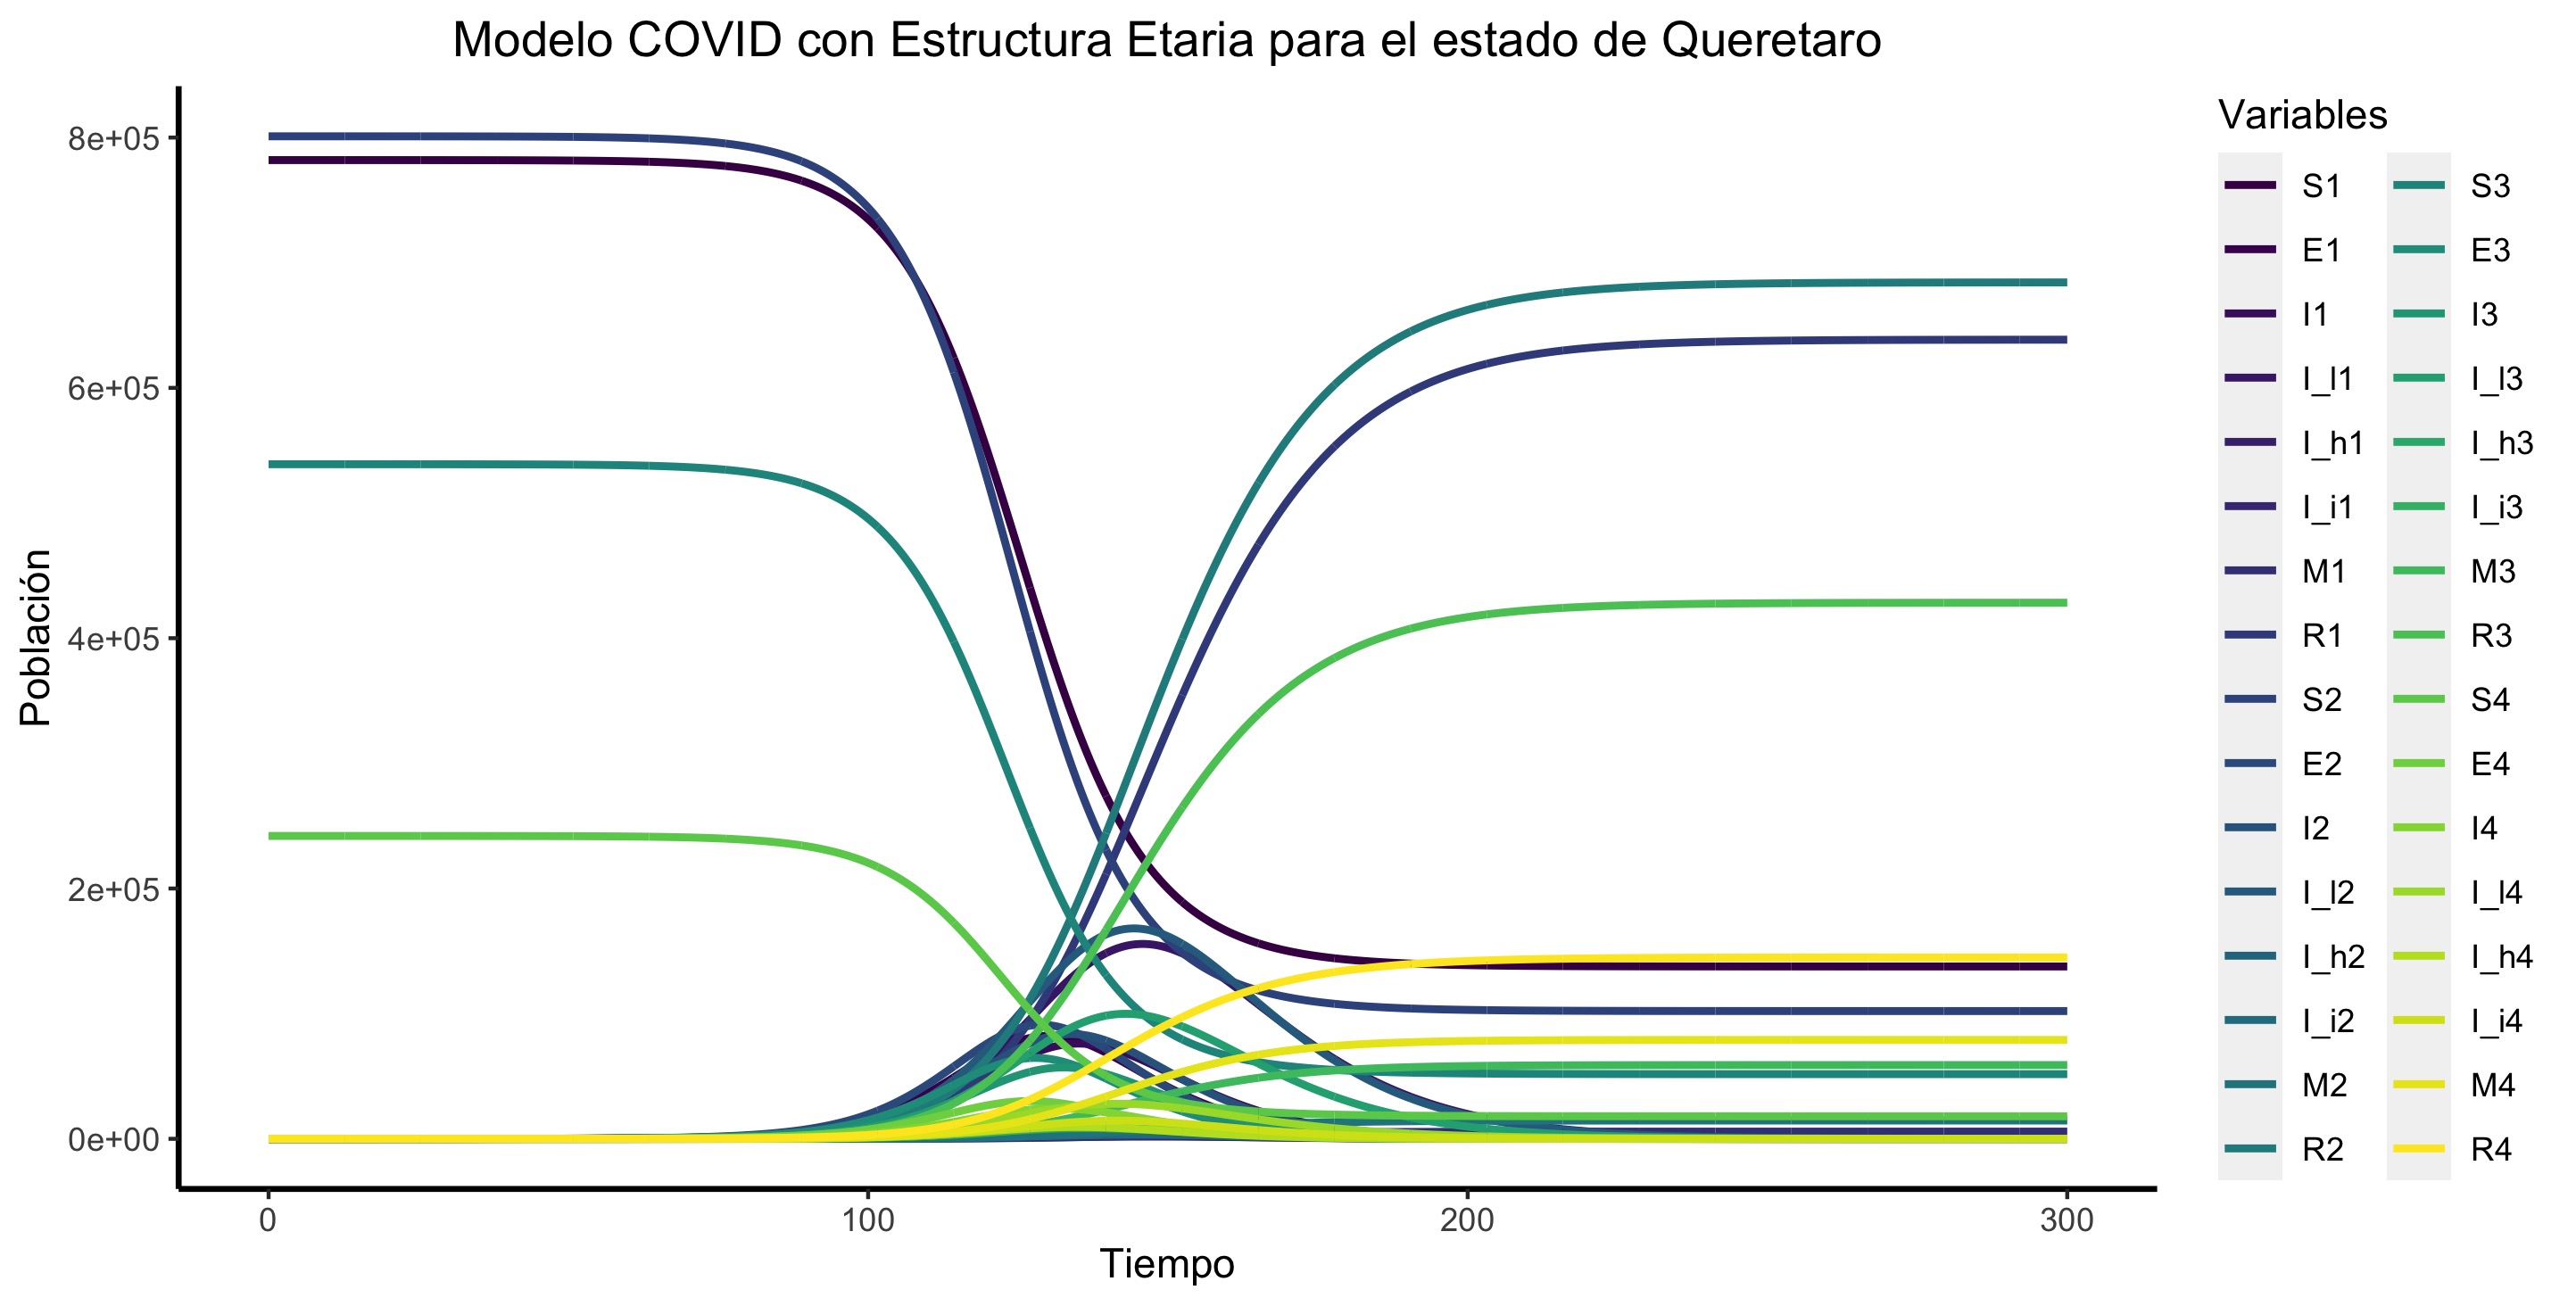 Modelo COVID con Estructura Etaria para el estado de Queretaro
Población
8e+05
6e+05
4e+05
2e+05
0e+00
0
100
200
300
Tiempo
Variables
S1
E1
I1
I_l1
I_h1
I_i1
M1
R1
S2
E2
I2
I_l2
I_h2
I_i2
M2
R2
S3
E3
I3
I_l3
I_h3
I_i3
M3
R3
S4
E4
I4
I_l4
I_h4
I_i4
M4
R4